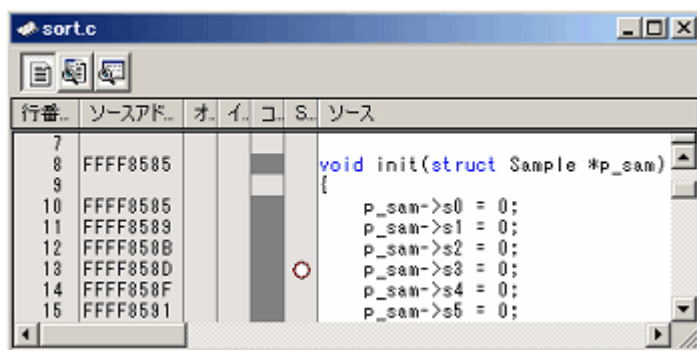 sort.c
行番.. ソースアド.. オ.. イ.. コ.. S.. ソース
7
8 FFFF8585 void init(struct Sample *p_sam)
9 {
10 FFFF8585 p_sam->s0 = 0;
11 FFFF8589 p_sam->s1 = 0;
12 FFFF858B p_sam->s2 = 0;
13 FFFF858D p_sam->s3 = 0;
14 FFFF858F p_sam->s4 = 0;
15 FFFF8591 p_sam->s5 = 0;